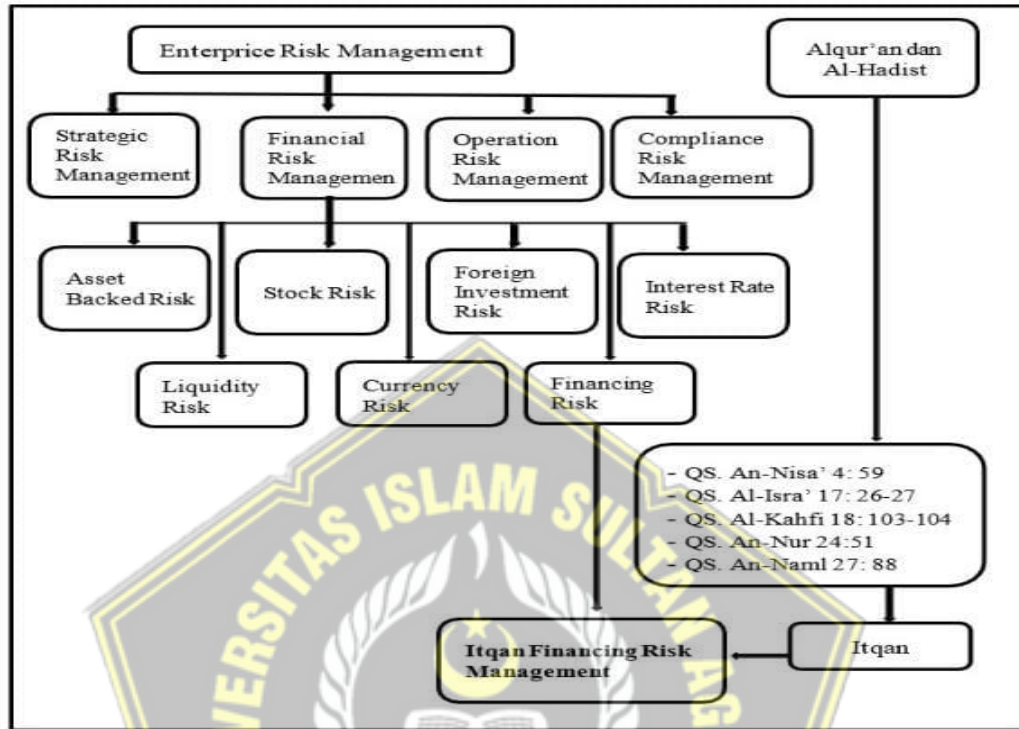 Enterprice Risk Management
Alqur'an dan
Al-Hadist
Strategic
Risk
Management
Financial
Risk
Managemen
Operation
Risk
Management
Compliance
Risk
Management
Asset
Backed Risk
Stock Risk
Foreign
Investment
Risk
Interest Rate
Risk
Liquidity
Risk
Currency
Risk
Financing
Risk
- QS. An-Nisa' 4: 59
- QS. Al-Isra' 17: 26-27
- QS. Al-Kahfi 18: 103-104
- QS. An-Nur 24:51
- QS. An-Naml 27: 88
Itqan Financing Risk
Management
Itqan
NIVERSITAS ISLAM SULTAN AG